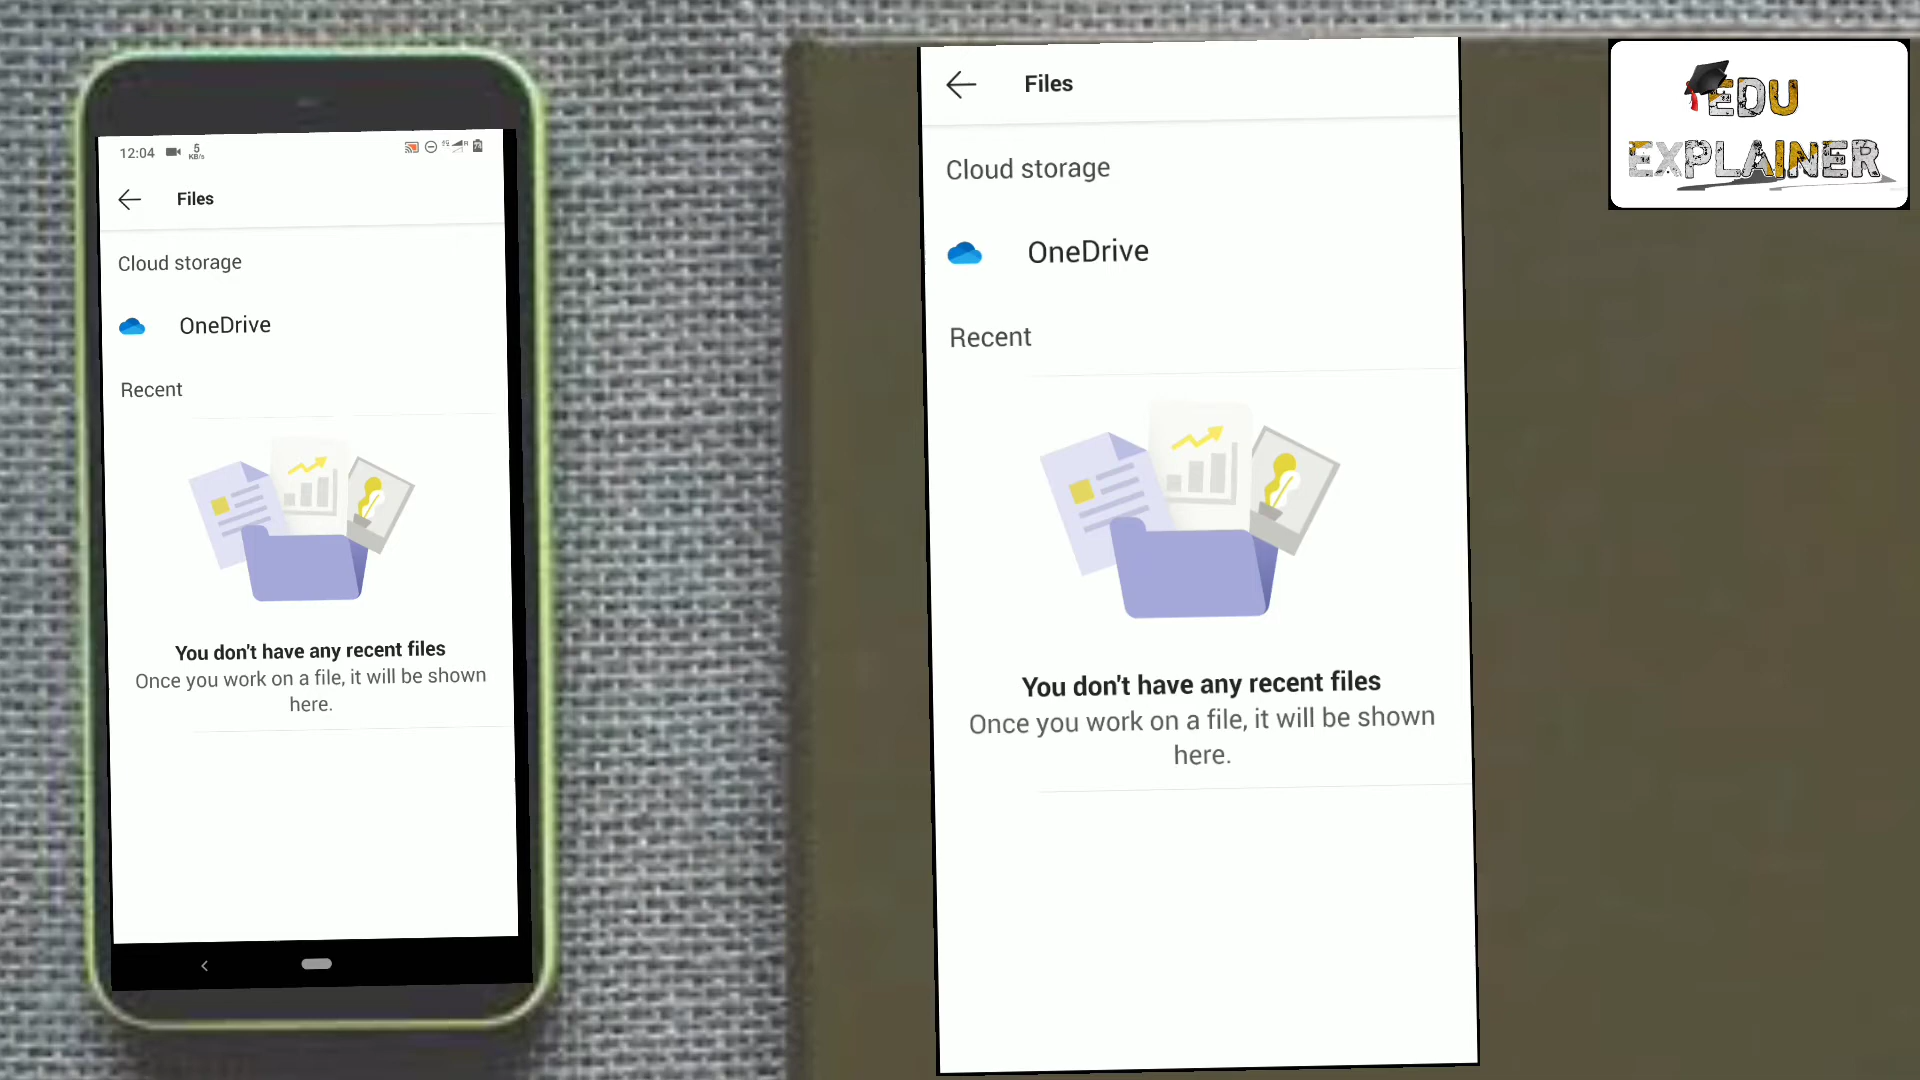 12:04
5
KB/s
Files
Cloud storage
OneDrive
Recent
You don't have any recent files
Once you work on a file, it will be shown
here.
Files
Cloud storage
OneDrive
Recent
You don't have any recent files
Once you work on a file, it will be shown
here.
EDU
EXPLAINER